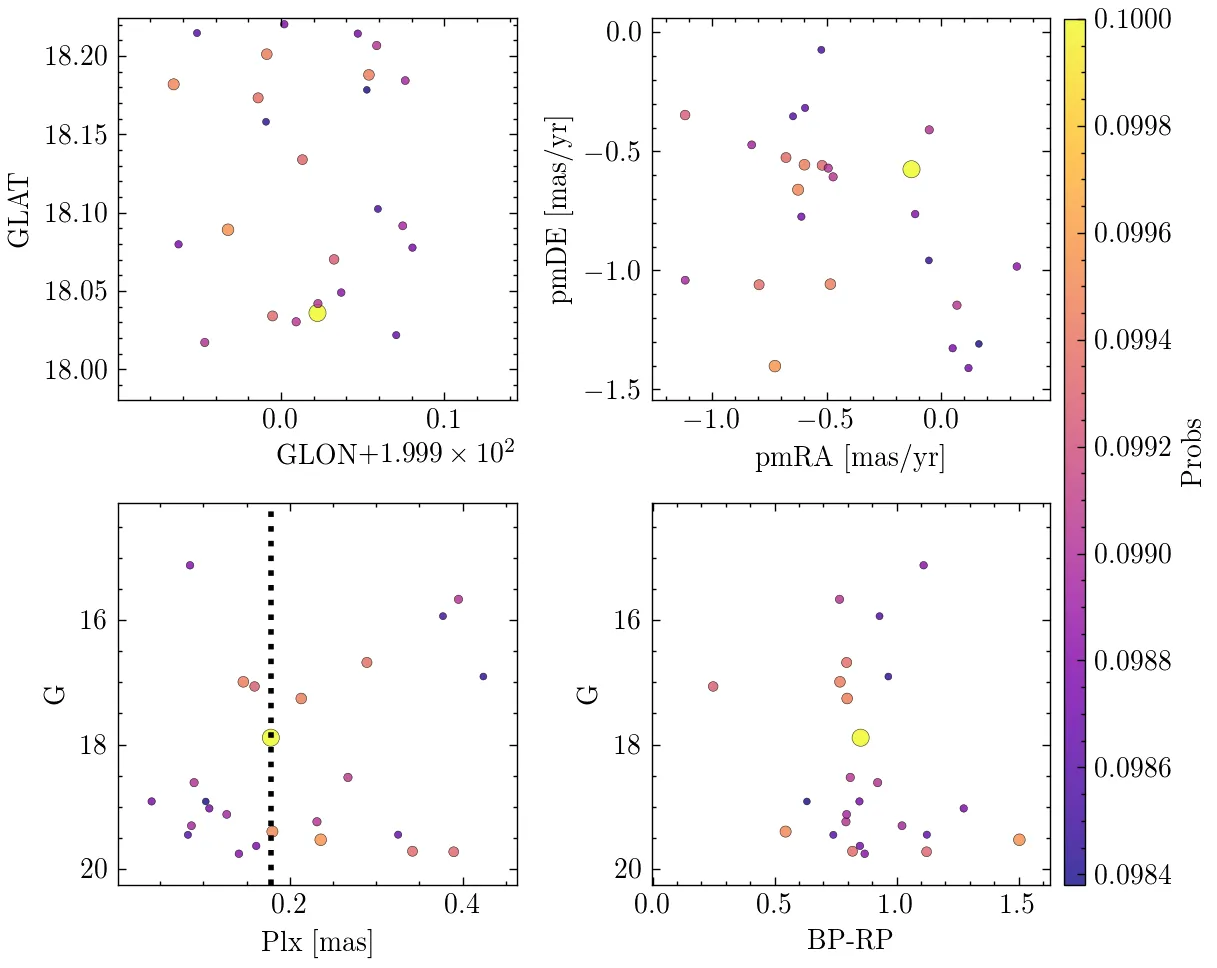 18.20
18.15
18.10
18.05
18.00
GLAT
0.0 0.1
GLON+1.999 × 10²
0.0
−0.5
−1.0
−1.5
pmDE [mas/yr]
−1.0 −0.5 0.0
pmRA [mas/yr]
16
18
20
G
0.2 0.4
Plx [mas]
16
18
20
G
0.0 0.5 1.0 1.5
BP-RP
0.1000
0.0998
0.0996
0.0994
0.0992
0.0990
0.0988
0.0986
0.0984
Probs